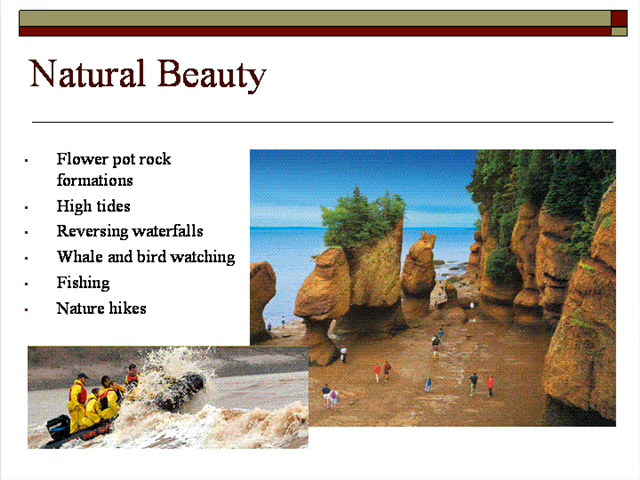 Natural Beauty
Flower pot rock
formations
High tides
Reversing waterfalls
Whale and bird watching
Fishing
Nature hikes